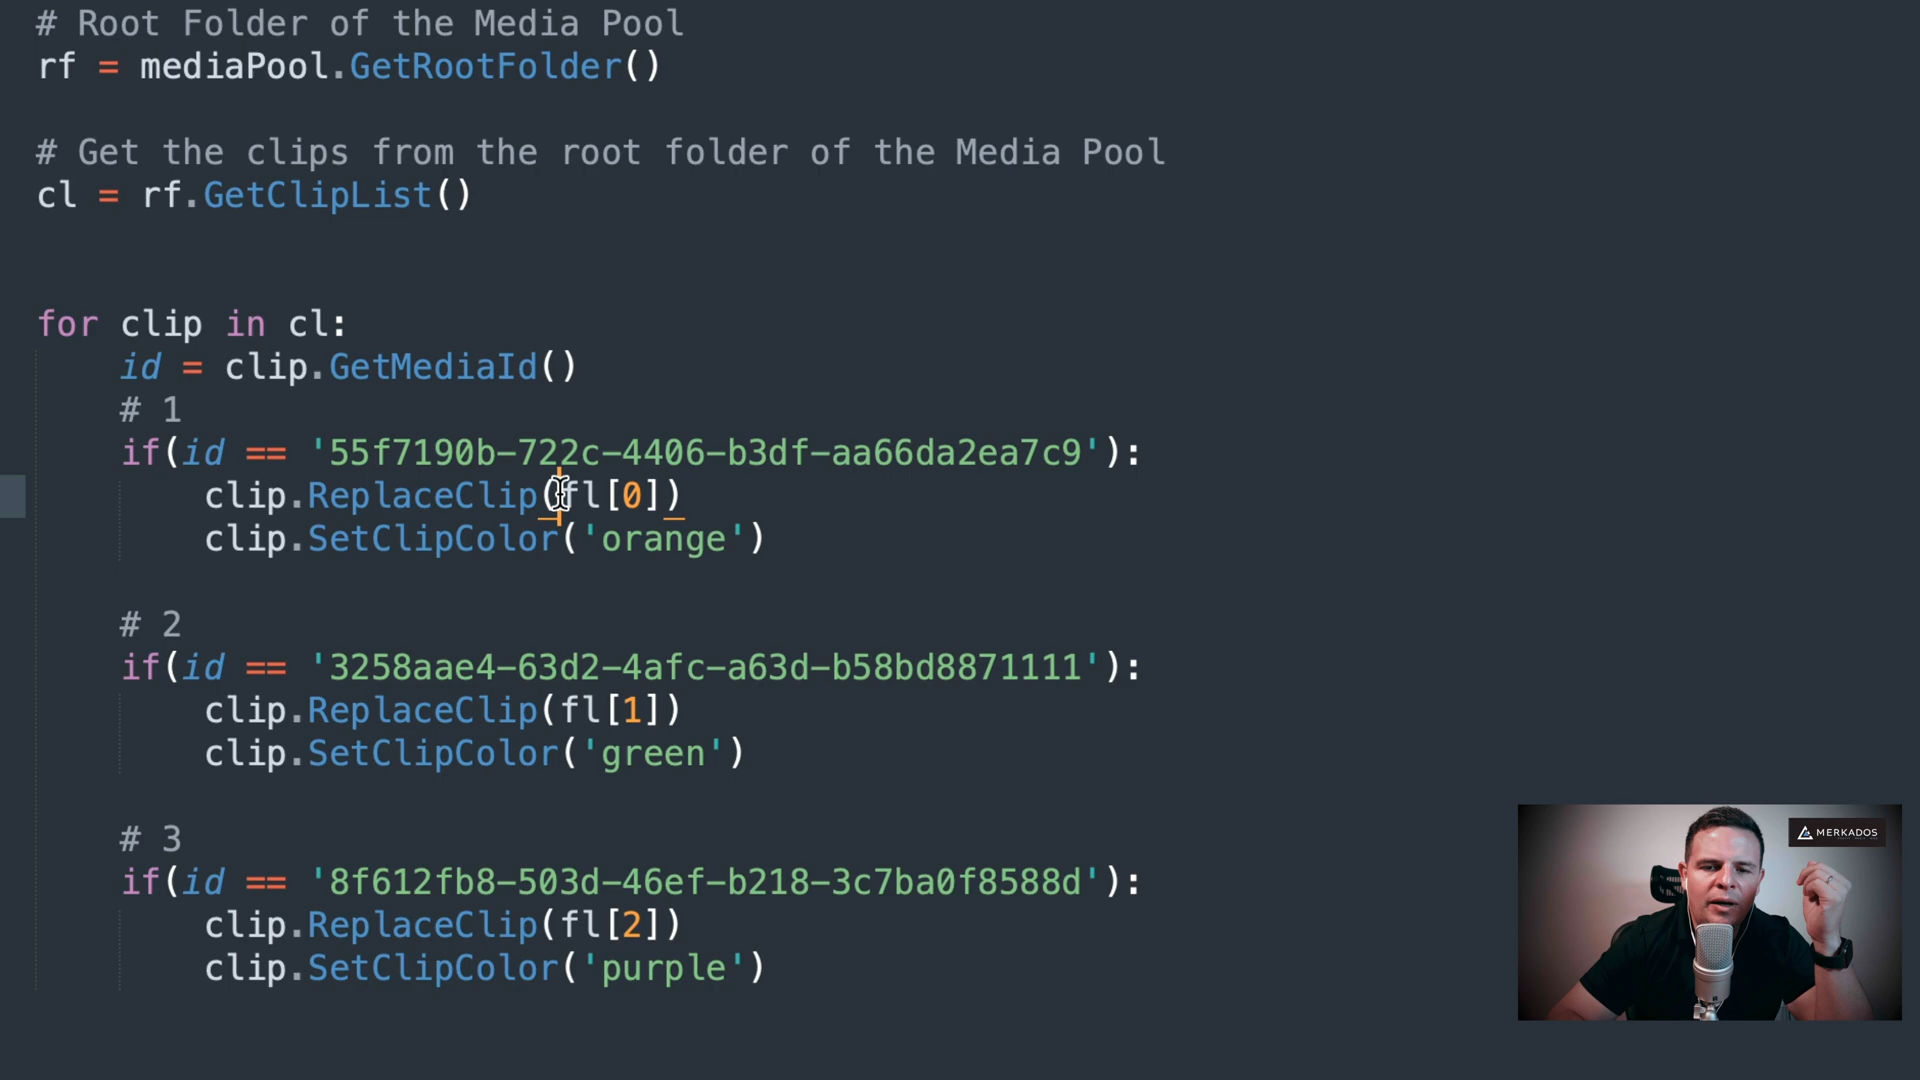 # Root Folder of the Media Pool
rf = mediaPool.GetRootFolder()
# Get the clips from the root folder of the Media Pool
cl = rf.GetClipList()
for clip in cl:
id = clip.GetMediaId()
# 1
if(id == '55f7190b-722c-4406-b3df-aa66da2ea7c9'):
clip.ReplaceClip(fl[0])
clip.SetClipColor('orange')
# 2
if(id == '3258aae4-63d2-4afc-a63d-b58bd8871111'):
clip.ReplaceClip(fl[1])
clip.SetClipColor('green')
# 3
if(id == '8f612fb8-503d-46ef-b218-3c7ba0f8588d'):
clip.ReplaceClip(fl[2])
clip.SetClipColor('purple')
MERKADOS